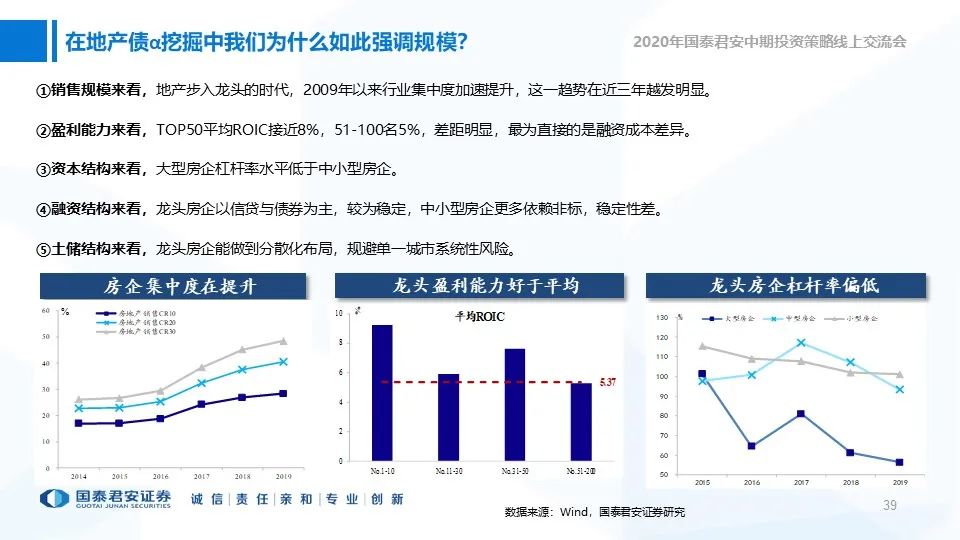 在地产债α挖掘中我们为什么如此强调规模？
2020年国泰君安中期投资策略线上交流会
①销售规模来看，地产步入龙头的时代，2009年以来行业集中度加速提升，这一趋势在近三年越发明显。
②盈利能力来看，TOP50平均ROIC接近8%，51-100名5%，差距明显，最为直接的是融资成本差异。
③资本结构来看，大型房企杠杆率水平低于中小型房企。
④融资结构来看，龙头房企以信贷与债券为主，较为稳定，中小型房企更多依赖非标，稳定性差。
⑤土储结构来看，龙头房企能做到分散化布局，规避单一城市系统性风险。
房企集中度在提升
%
房地产销售CR10
房地产销售CR20
房地产销售CR30
60
50
40
30
20
10
0
2014 2015 2016 2017 2018 2019
龙头盈利能力好于平均
%
平均ROIC
10
8
6
4
2
0
5.37
No.1-10 No.11-30 No.31-50 No.51-200
龙头房企杠杆率偏低
%
大型房企 中型房企 小型房企
130
120
110
100
90
80
70
60
50
2015 2016 2017 2018 2019
国泰君安证券
GUOTAI JUNAN SECURITIES
诚信|责任|亲和|专业|创新
数据来源：Wind，国泰君安证券研究
39